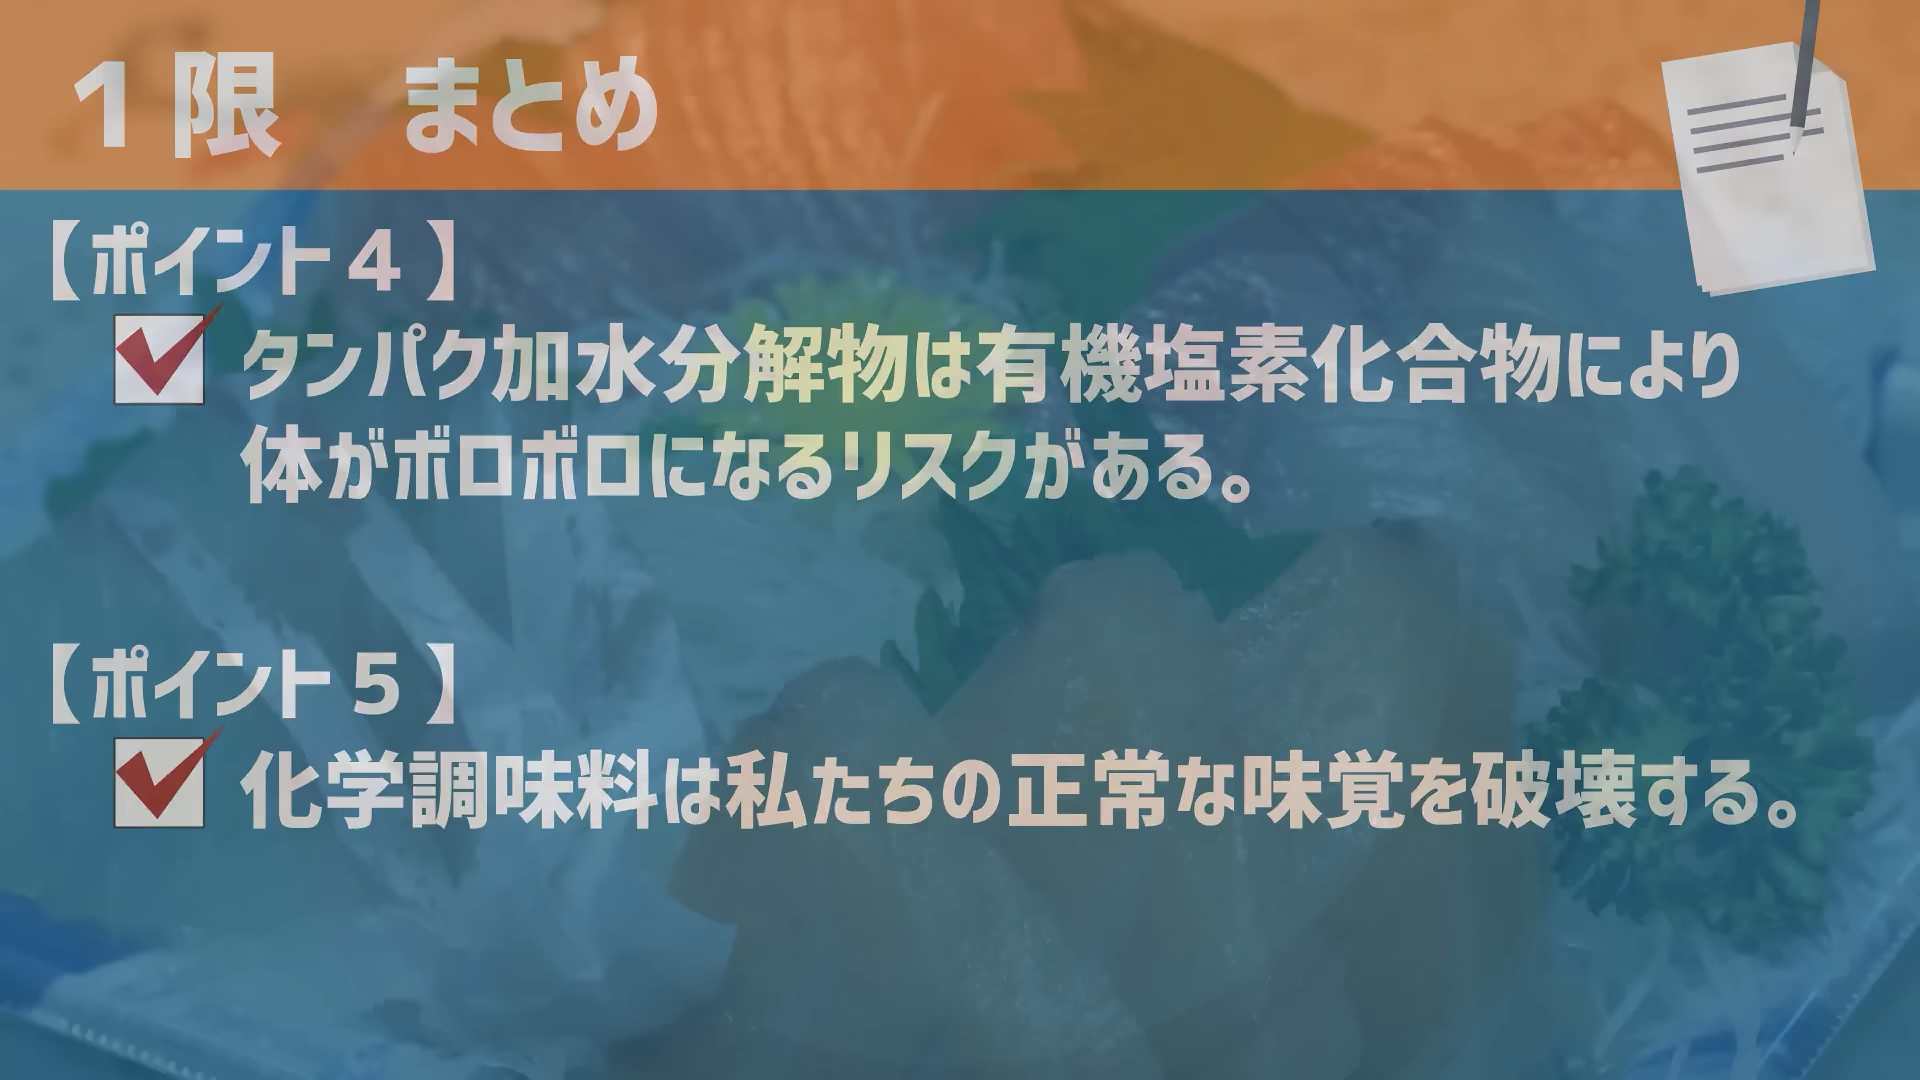 １限　まとめ
【ポイント４】
タンパク加水分解物は有機塩素化合物により
体がボロボロになるリスクがある。
【ポイント５】
化学調味料は私たちの正常な味覚を破壊する。